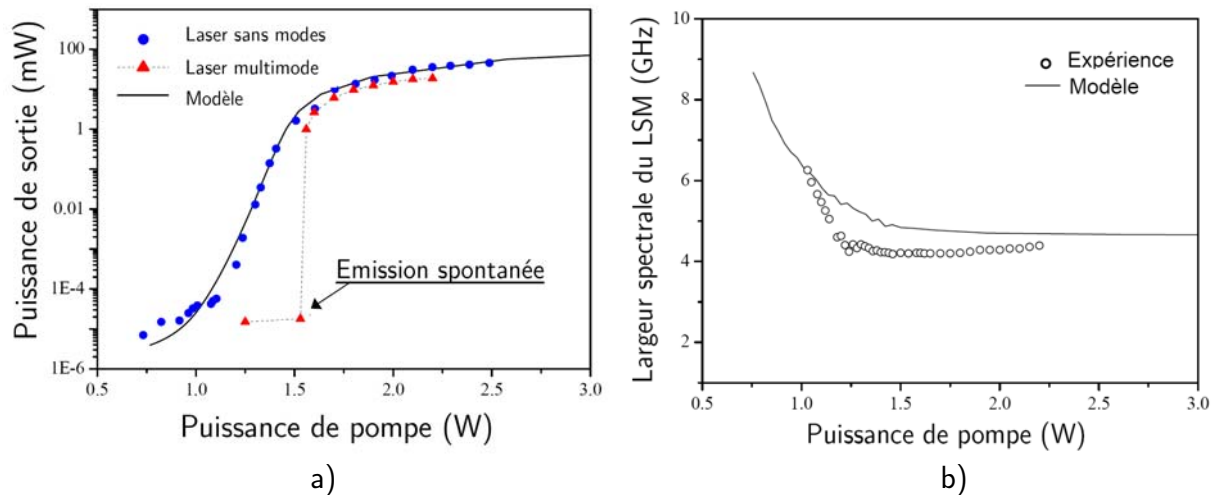 Puissance de sortie (mW)
100
1
0.01
1E-4
1E-6
Laser sans modes
Laser multimode
Modèle
Emission spontanée
0.5
1.0
1.5
2.0
2.5
3.0
Puissance de pompe (W)
a)
Largeur spectrale du LSM (GHz)
10
8
6
4
2
Expérience
Modèle
0.5
1.0
1.5
2.0
2.5
3.0
Puissance de pompe (W)
b)